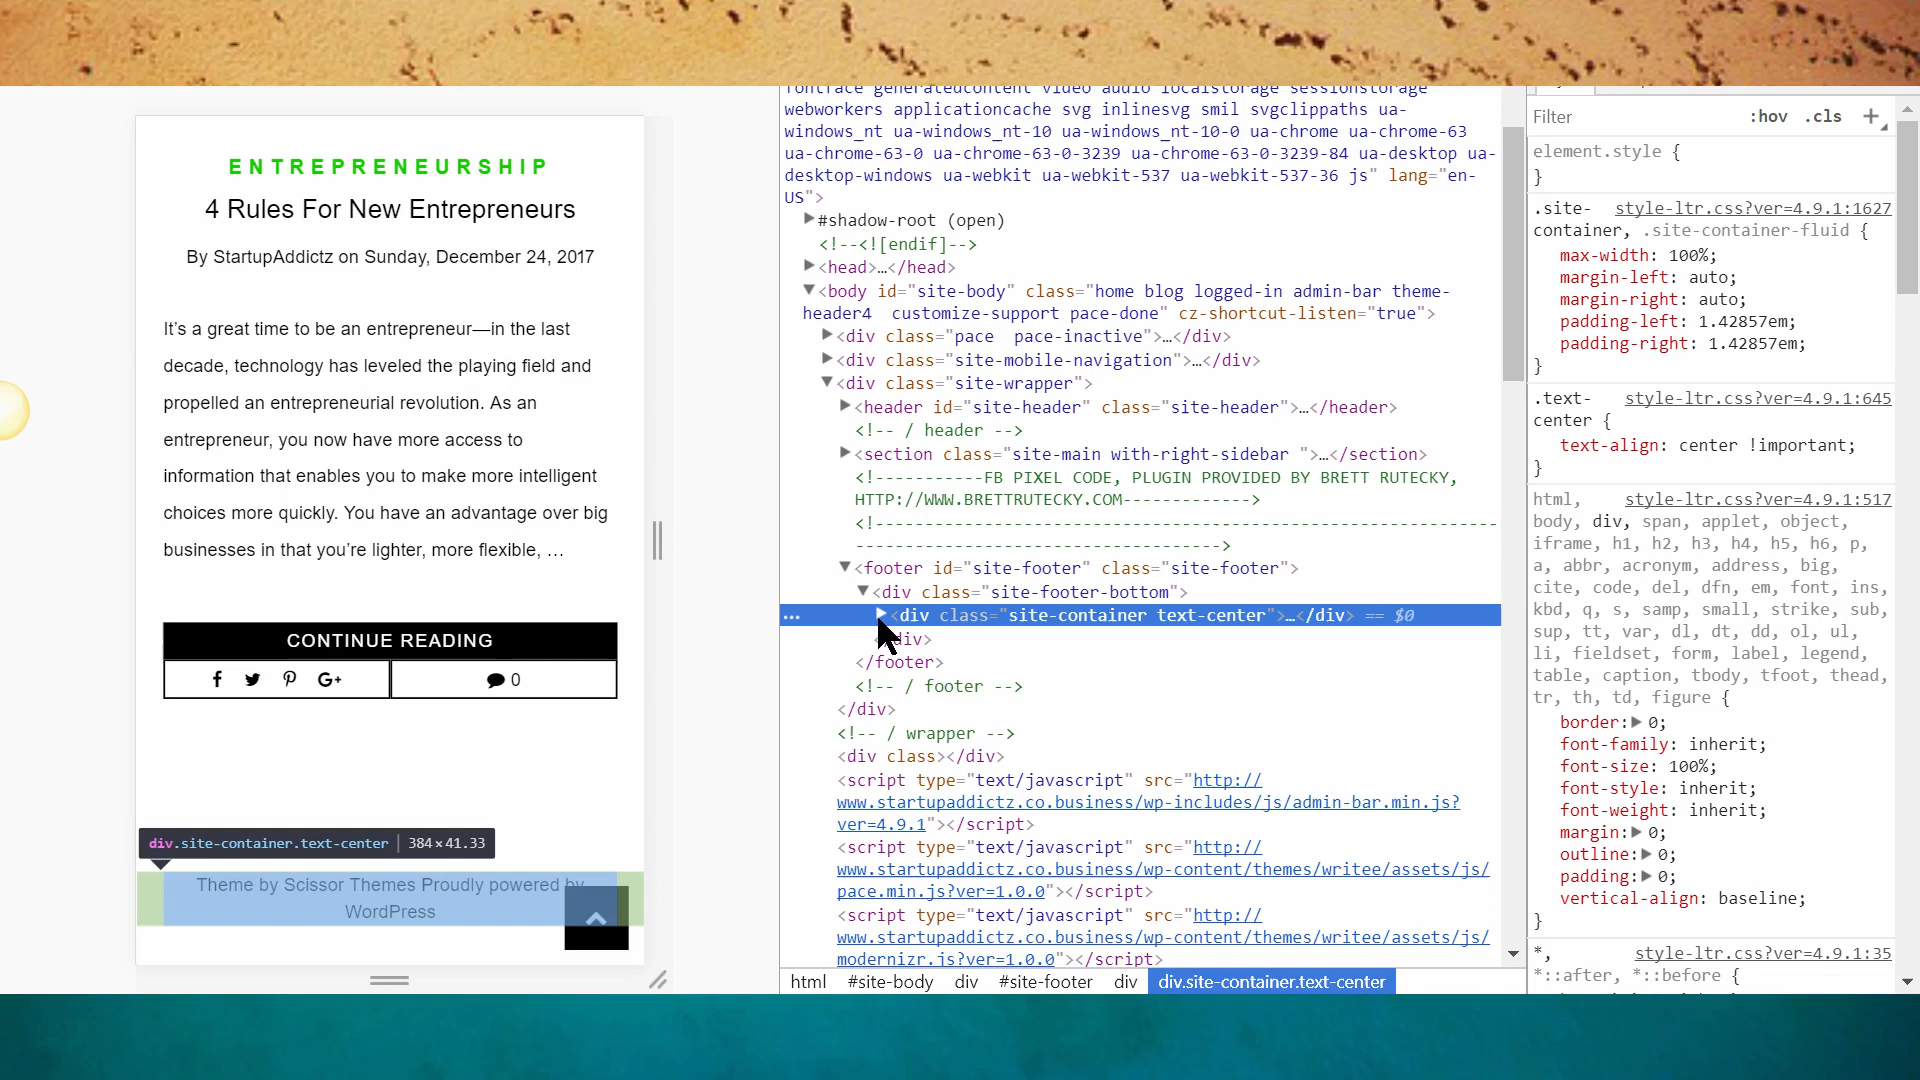 ENTREPRENEURSHIP
4 Rules For New Entrepreneurs
By StartupAddictz on Sunday, December 24, 2017
It's a great time to be an entrepreneur—in the last
decade, technology has leveled the playing field and
propelled an entrepreneurial revolution. As an
entrepreneur, you now have more access to
information that enables you to make more intelligent
choices more quickly. You have an advantage over big
businesses in that you're lighter, more flexible, …
CONTINUE READING
0
div.site-container.text-center | 384×41.33
Theme by Scissor Themes Proudly powered by
WordPress
fontface generatedcontent video audio localstorage sessionstorage
webworkers applicationcache svg inlinesvg smil svgclippaths ua-
windows_nt ua-windows_nt-10 ua-windows_nt-10-0 ua-chrome ua-chrome-63
ua-chrome-63-0 ua-chrome-63-0-3239 ua-chrome-63-0-3239-84 ua-desktop ua-
desktop-windows ua-webkit ua-webkit-537 ua-webkit-537-36 js" lang="en-
US">
#shadow-root (open)
<!--<![endif]-->
<head>…</head>
<body id="site-body" class="home blog logged-in admin-bar theme-
header4  customize-support pace-done" cz-shortcut-listen="true">
<div class="pace  pace-inactive">…</div>
<div class="site-mobile-navigation">…</div>
<div class="site-wrapper">
<header id="site-header" class="site-header">…</header>
<!-- / header -->
<section class="site-main with-right-sidebar ">…</section>
<!-----------FB PIXEL CODE, PLUGIN PROVIDED BY BRETT RUTECKY,
HTTP://WWW.BRETTRUTECKY.COM------------->
<!---------------------------------------------------------------
-------------------------------------->
<footer id="site-footer" class="site-footer">
<div class="site-footer-bottom">
… <div class="site-container text-center">…</div> == $0
div>
</footer>
<!-- / footer -->
</div>
<!-- / wrapper -->
<div class></div>
<script type="text/javascript" src="http://
www.startupaddictz.co.business/wp-includes/js/admin-bar.min.js?
ver=4.9.1"></script>
<script type="text/javascript" src="http://
www.startupaddictz.co.business/wp-content/themes/writee/assets/js/
pace.min.js?ver=1.0.0"></script>
<script type="text/javascript" src="http://
www.startupaddictz.co.business/wp-content/themes/writee/assets/js/
modernizr.js?ver=1.0.0"></script>
html #site-body div #site-footer div div.site-container.text-center
Filter :hov .cls +
element.style {
}
.site- style-ltr.css?ver=4.9.1:1627
container, .site-container-fluid {
max-width: 100%;
margin-left: auto;
margin-right: auto;
padding-left: 1.42857em;
padding-right: 1.42857em;
}
.text- style-ltr.css?ver=4.9.1:645
center {
text-align: center !important;
}
html, style-ltr.css?ver=4.9.1:517
body, div, span, applet, object,
iframe, h1, h2, h3, h4, h5, h6, p,
a, abbr, acronym, address, big,
cite, code, del, dfn, em, font, ins,
kbd, q, s, samp, small, strike, sub,
sup, tt, var, dl, dt, dd, ol, ul,
li, fieldset, form, label, legend,
table, caption, tbody, tfoot, thead,
tr, th, td, figure {
border: 0;
font-family: inherit;
font-size: 100%;
font-style: inherit;
font-weight: inherit;
margin: 0;
outline: 0;
padding: 0;
vertical-align: baseline;
}
*, style-ltr.css?ver=4.9.1:35
*::after, *::before {